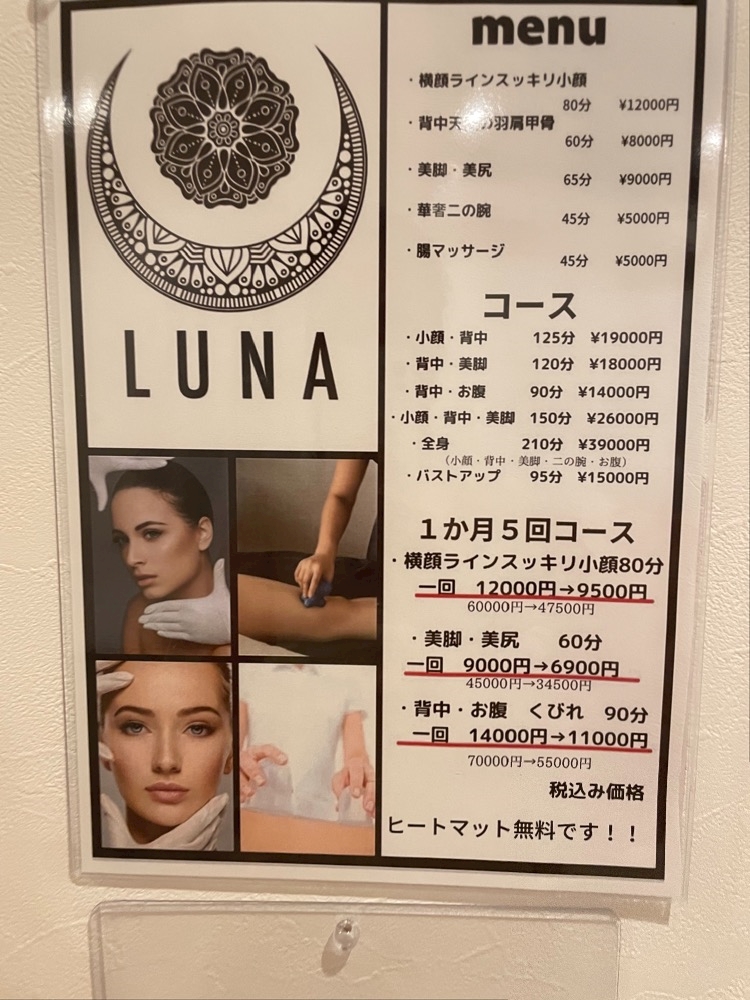 LUNA
menu
・横顔ラインスッキリ小顔
80分 ¥12000円
・背中天の羽肩甲骨
60分 ¥8000円
・美脚・美尻
65分 ¥9000円
・華奢二の腕
45分 ¥5000円
・腸マッサージ
45分 ¥5000円
コース
・小顔・背中 125分 ¥19000円
・背中・美脚 120分 ¥18000円
・背中・お腹 90分 ¥14000円
・小顔・背中・美脚 150分 ¥26000円
・全身 210分 ¥39000円
（小顔・背中・美脚・二の腕・お腹）
・バストアップ 95分 ¥15000円
１か月５回コース
・横顔ラインスッキリ小顔80分
一回 12000円→9500円
60000円→47500円
・美脚・美尻 60分
一回 9000円→6900円
45000円→34500円
・背中・お腹 くびれ 90分
一回 14000円→11000円
70000円→55000円
税込み価格
ヒートマット無料です！！